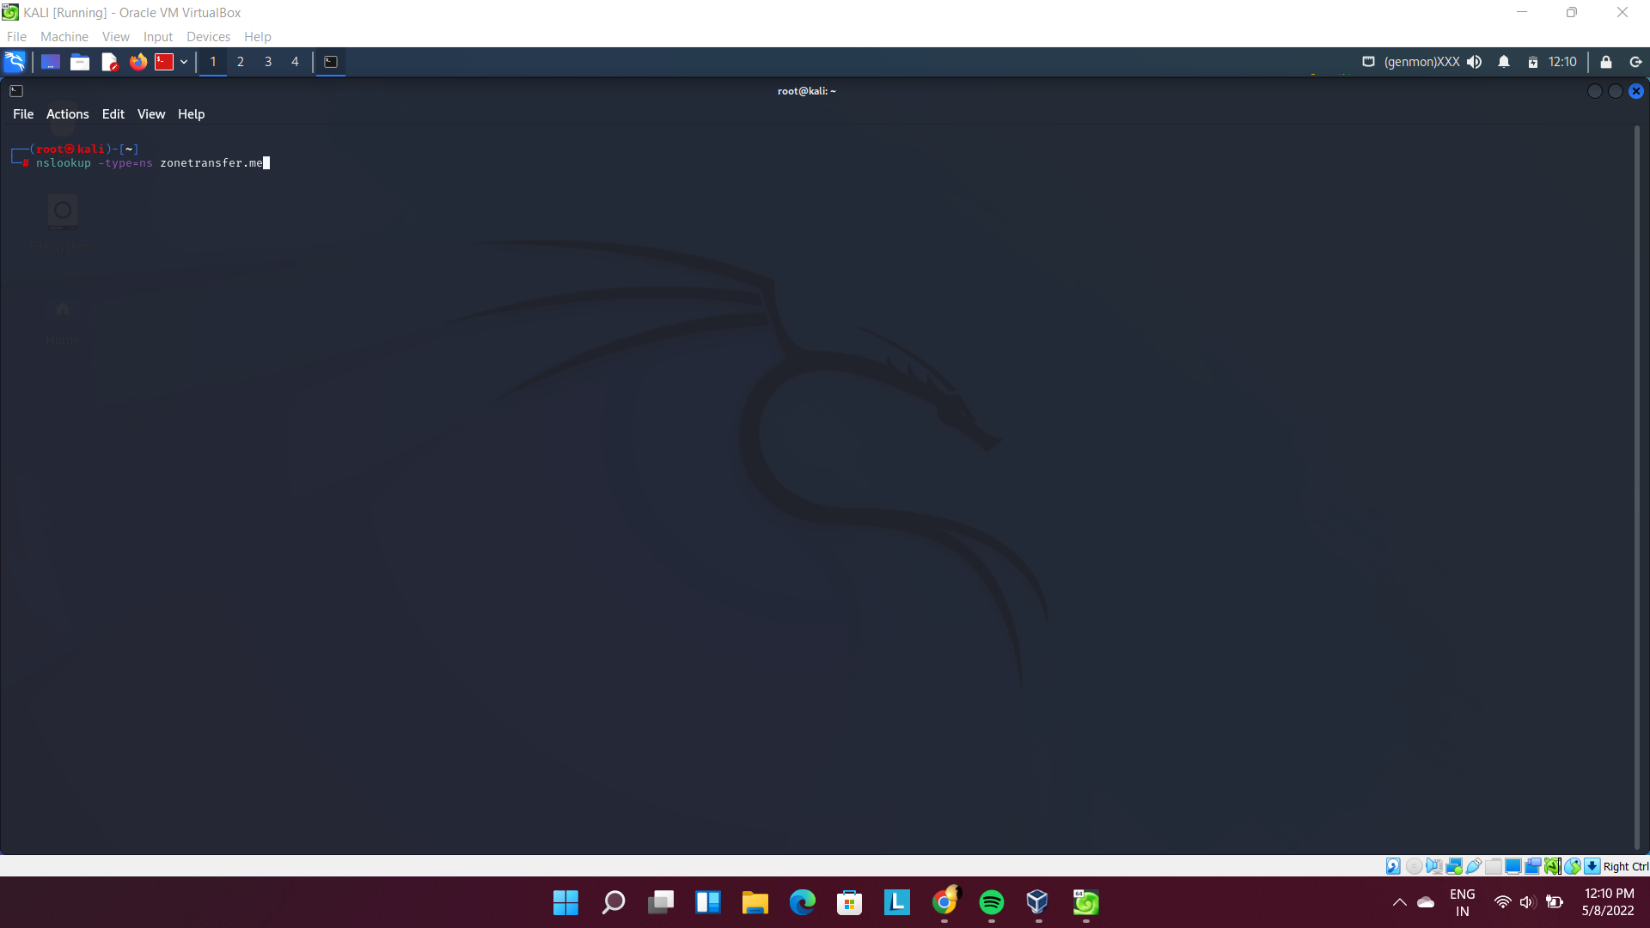 KALI [Running] - Oracle VM VirtualBox
File Machine View Input Devices Help
1 2 3 4 (genmon)XXX 12:10
root@kali: ~
File Actions Edit View Help
┌──(root㉿kali)-[~]
└─# nslookup -type=ns zonetransfer.me
Home
Right Ctrl
L
64
ENG
IN
12:10 PM
5/8/2022